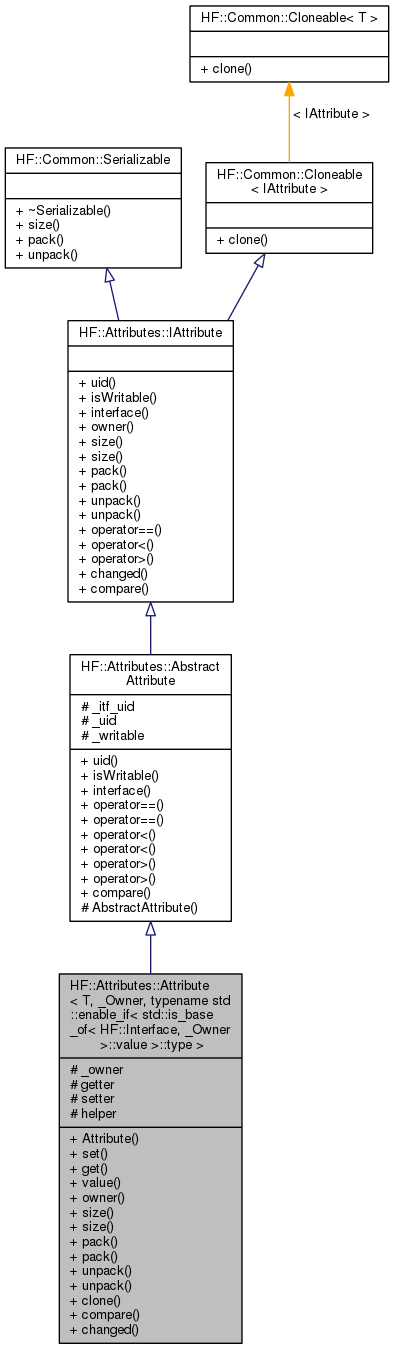 HF::Common::Cloneable< T >
+ clone()
< IAttribute >
HF::Common::Serializable
+ ~Serializable()
+ size()
+ pack()
+ unpack()
HF::Common::Cloneable
< IAttribute >
+ clone()
HF::Attributes::IAttribute
+ uid()
+ isWritable()
+ interface()
+ owner()
+ size()
+ size()
+ pack()
+ pack()
+ unpack()
+ unpack()
+ operator==()
+ operator<()
+ operator>()
+ changed()
+ compare()
HF::Attributes::Abstract
Attribute
# _itf_uid
# _uid
# _writable
+ uid()
+ isWritable()
+ interface()
+ operator==()
+ operator==()
+ operator<()
+ operator<()
+ operator>()
+ operator>()
+ compare()
# AbstractAttribute()
HF::Attributes::Attribute
< T, _Owner, typename std
::enable_if< std::is_base
_of< HF::Interface, _Owner
>::value >::type >
# _owner
# getter
# setter
# helper
+ Attribute()
+ set()
+ get()
+ value()
+ owner()
+ size()
+ size()
+ pack()
+ pack()
+ unpack()
+ unpack()
+ clone()
+ compare()
+ changed()